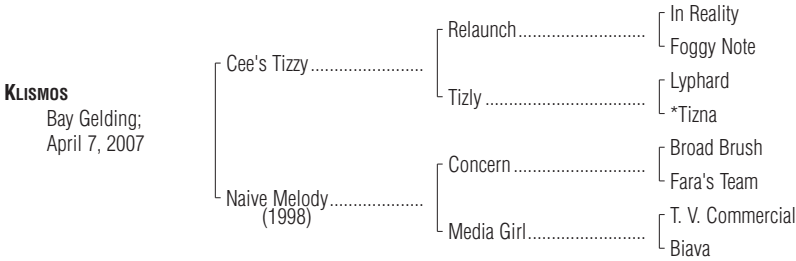 In Reality
Relaunch..............................
Foggy Note
Cee's Tizzy...........................
Lyphard
Tizly.....................................
*Tizna
KLISMOS
Bay Gelding;
April 7, 2007
Broad Brush
Concern...............................
Fara's Team
Naive Melody......................
(1998)
T. V. Commercial
Media Girl............................
Biava